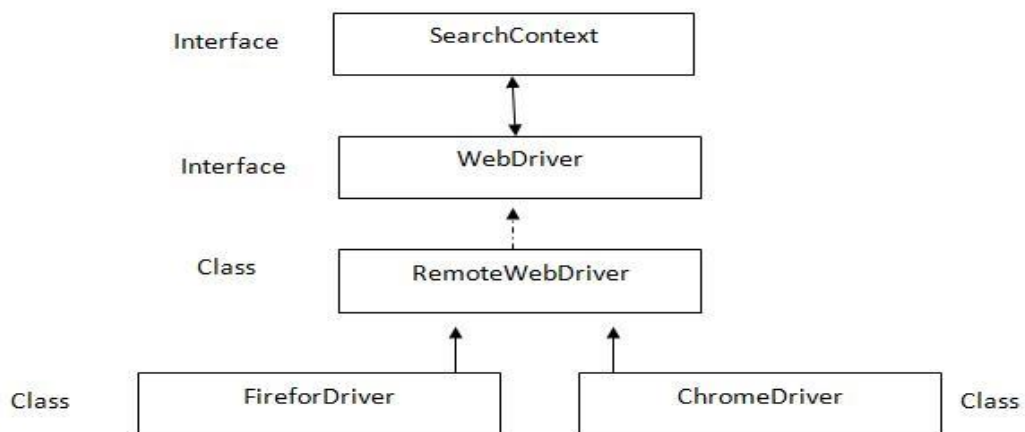 Interface
SearchContext
Interface
WebDriver
Class
RemoteWebDriver
Class
FireforDriver
ChromeDriver
Class